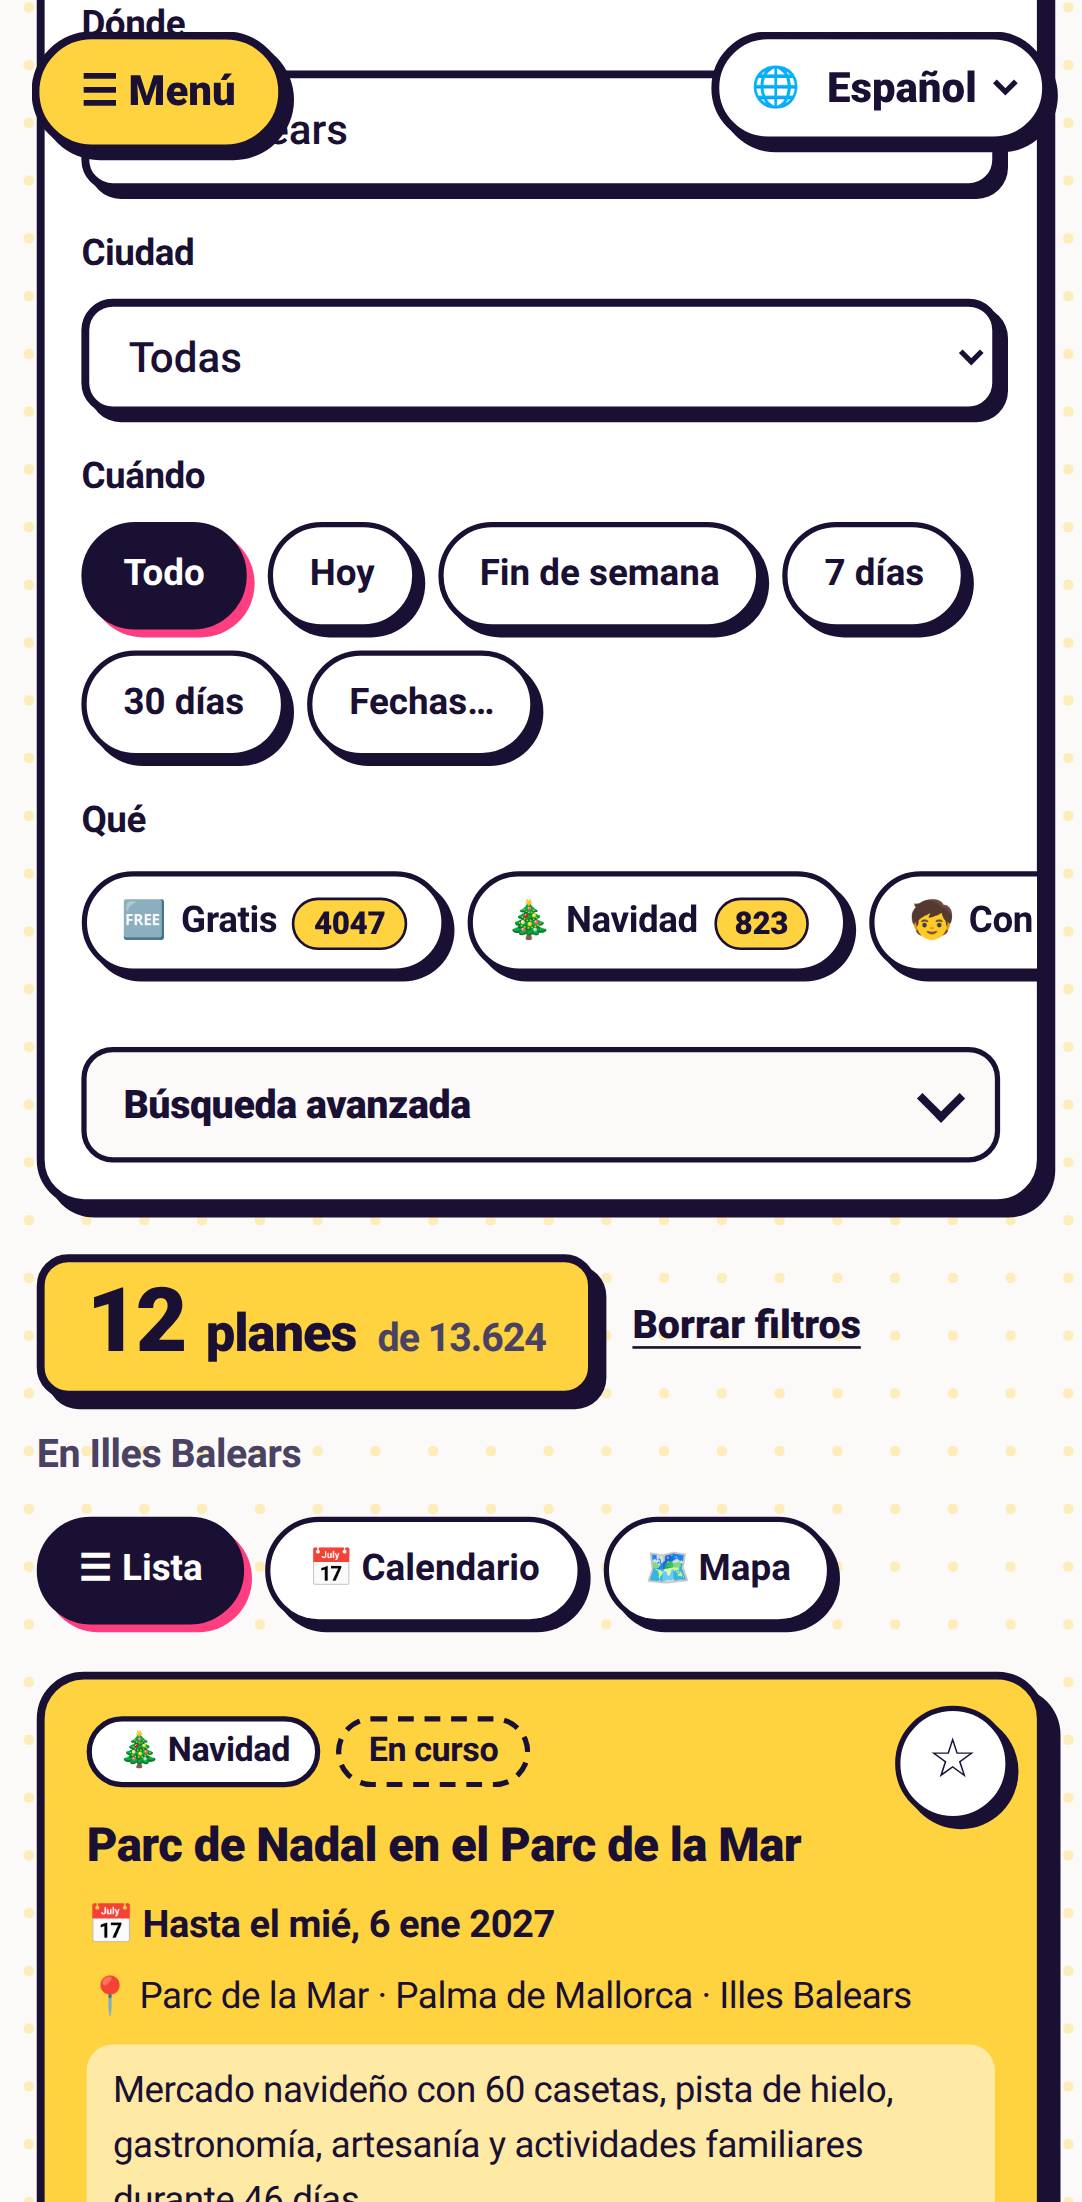 Dónde
☰ Menú
🌐 Español
ears
Ciudad
Todas
Cuándo
Todo
Hoy
Fin de semana
7 días
30 días
Fechas...
Qué
🆓 Gratis 4047
🎄 Navidad 823
🧒 Con
Búsqueda avanzada
12 planes de 13.624
Borrar filtros
En Illes Balears
☰ Lista
📅 Calendario
🗺️ Mapa
🎄 Navidad
En curso
☆
Parc de Nadal en el Parc de la Mar
📅 Hasta el mié, 6 ene 2027
📍 Parc de la Mar · Palma de Mallorca · Illes Balears
Mercado navideño con 60 casetas, pista de hielo,
gastronomía, artesanía y actividades familiares
durante 46 días